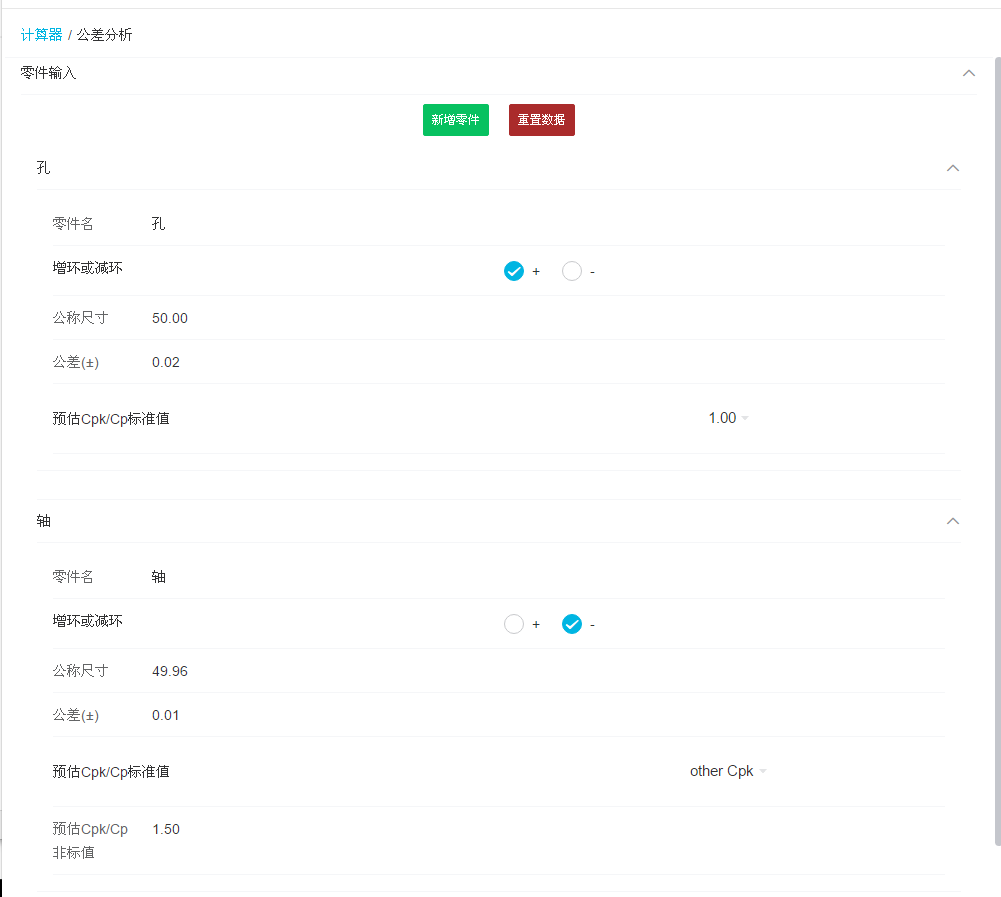 计算器 / 公差分析
零件输入
新增零件 重置数据
孔
零件名 孔
增环或减环 + -
公称尺寸 50.00
公差(±) 0.02
预估Cpk/Cp标准值 1.00
轴
零件名 轴
增环或减环 + -
公称尺寸 49.96
公差(±) 0.01
预估Cpk/Cp标准值 other Cpk
预估Cpk/Cp 1.50
非标值